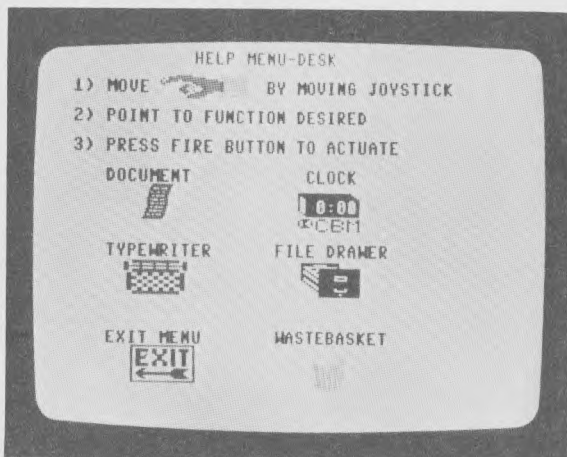 HELP MENU-DESK
1) MOVE BY MOVING JOYSTICK
2) POINT TO FUNCTION DESIRED
3) PRESS FIRE BUTTON TO ACTUATE
DOCUMENT CLOCK
0:00
CBM
TYPEWRITER FILE DRAWER
EXIT MENU WASTEBASKET
EXIT